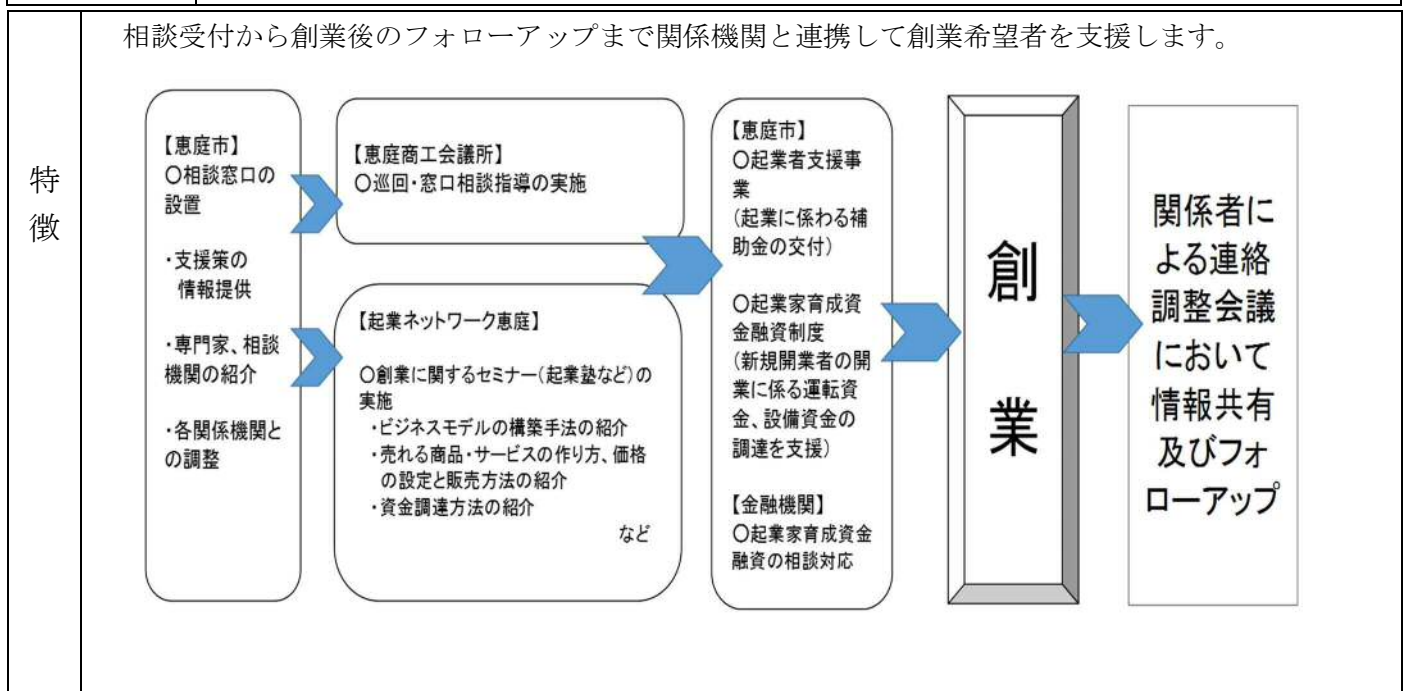 相談受付から創業後のフォローアップまで関係機関と連携して創業希望者を支援します。
特
徴
【恵庭市】
○相談窓口の
設置
・支援策の
情報提供
・専門家、相談
機関の紹介
・各関係機関と
の調整
【恵庭商工会議所】
○巡回・窓口相談指導の実施
【起業ネットワーク恵庭】
○創業に関するセミナー(起業塾など)の
実施
・ビジネスモデルの構築手法の紹介
・売れる商品・サービスの作り方、価格
の設定と販売方法の紹介
・資金調達方法の紹介
など
【恵庭市】
○起業者支援事
業
(起業に係わる補
助金の交付)
○起業家育成資
金融資制度
(新規開業者の開
業に係る運転資
金、設備資金の
調達を支援)
【金融機関】
○起業家育成資金
融資の相談対応
創
業
関係者に
よる連絡
調整会議
において
情報共有
及びフォ
ローアップ